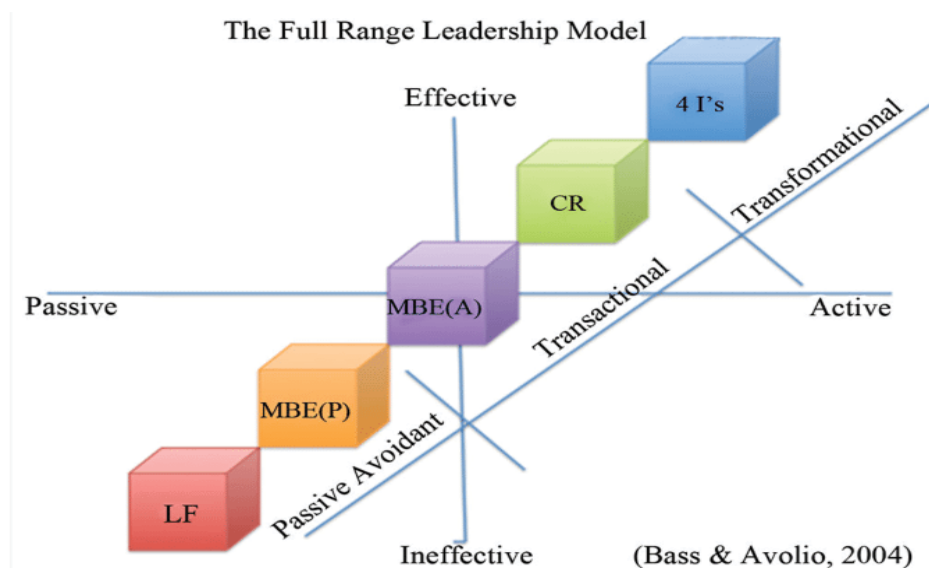 The Full Range Leadership Model
Effective
4 I's
CR
Transformational
MBE(A)
Passive
Active
Transactional
MBE(P)
Passive Avoidant
LF
Ineffective
(Bass & Avolio, 2004)